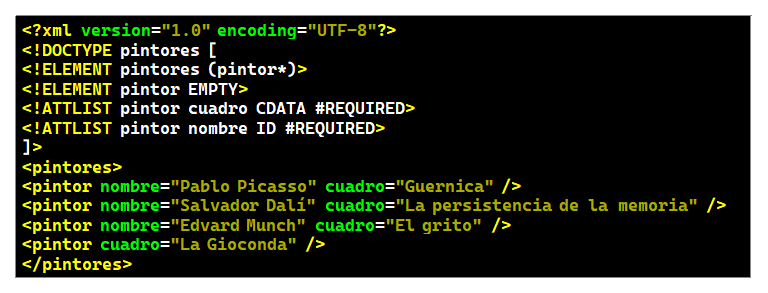 <?xml version="1.0" encoding="UTF-8"?>
<!DOCTYPE pintores [
<!ELEMENT pintores (pintor*)>
<!ELEMENT pintor EMPTY>
<!ATTLIST pintor cuadro CDATA #REQUIRED>
<!ATTLIST pintor nombre ID #REQUIRED>
]>
<pintores>
<pintor nombre="Pablo Picasso" cuadro="Guernica" />
<pintor nombre="Salvador Dalí" cuadro="La persistencia de la memoria" />
<pintor nombre="Edvard Munch" cuadro="El grito" />
<pintor cuadro="La Gioconda" />
</pintores>